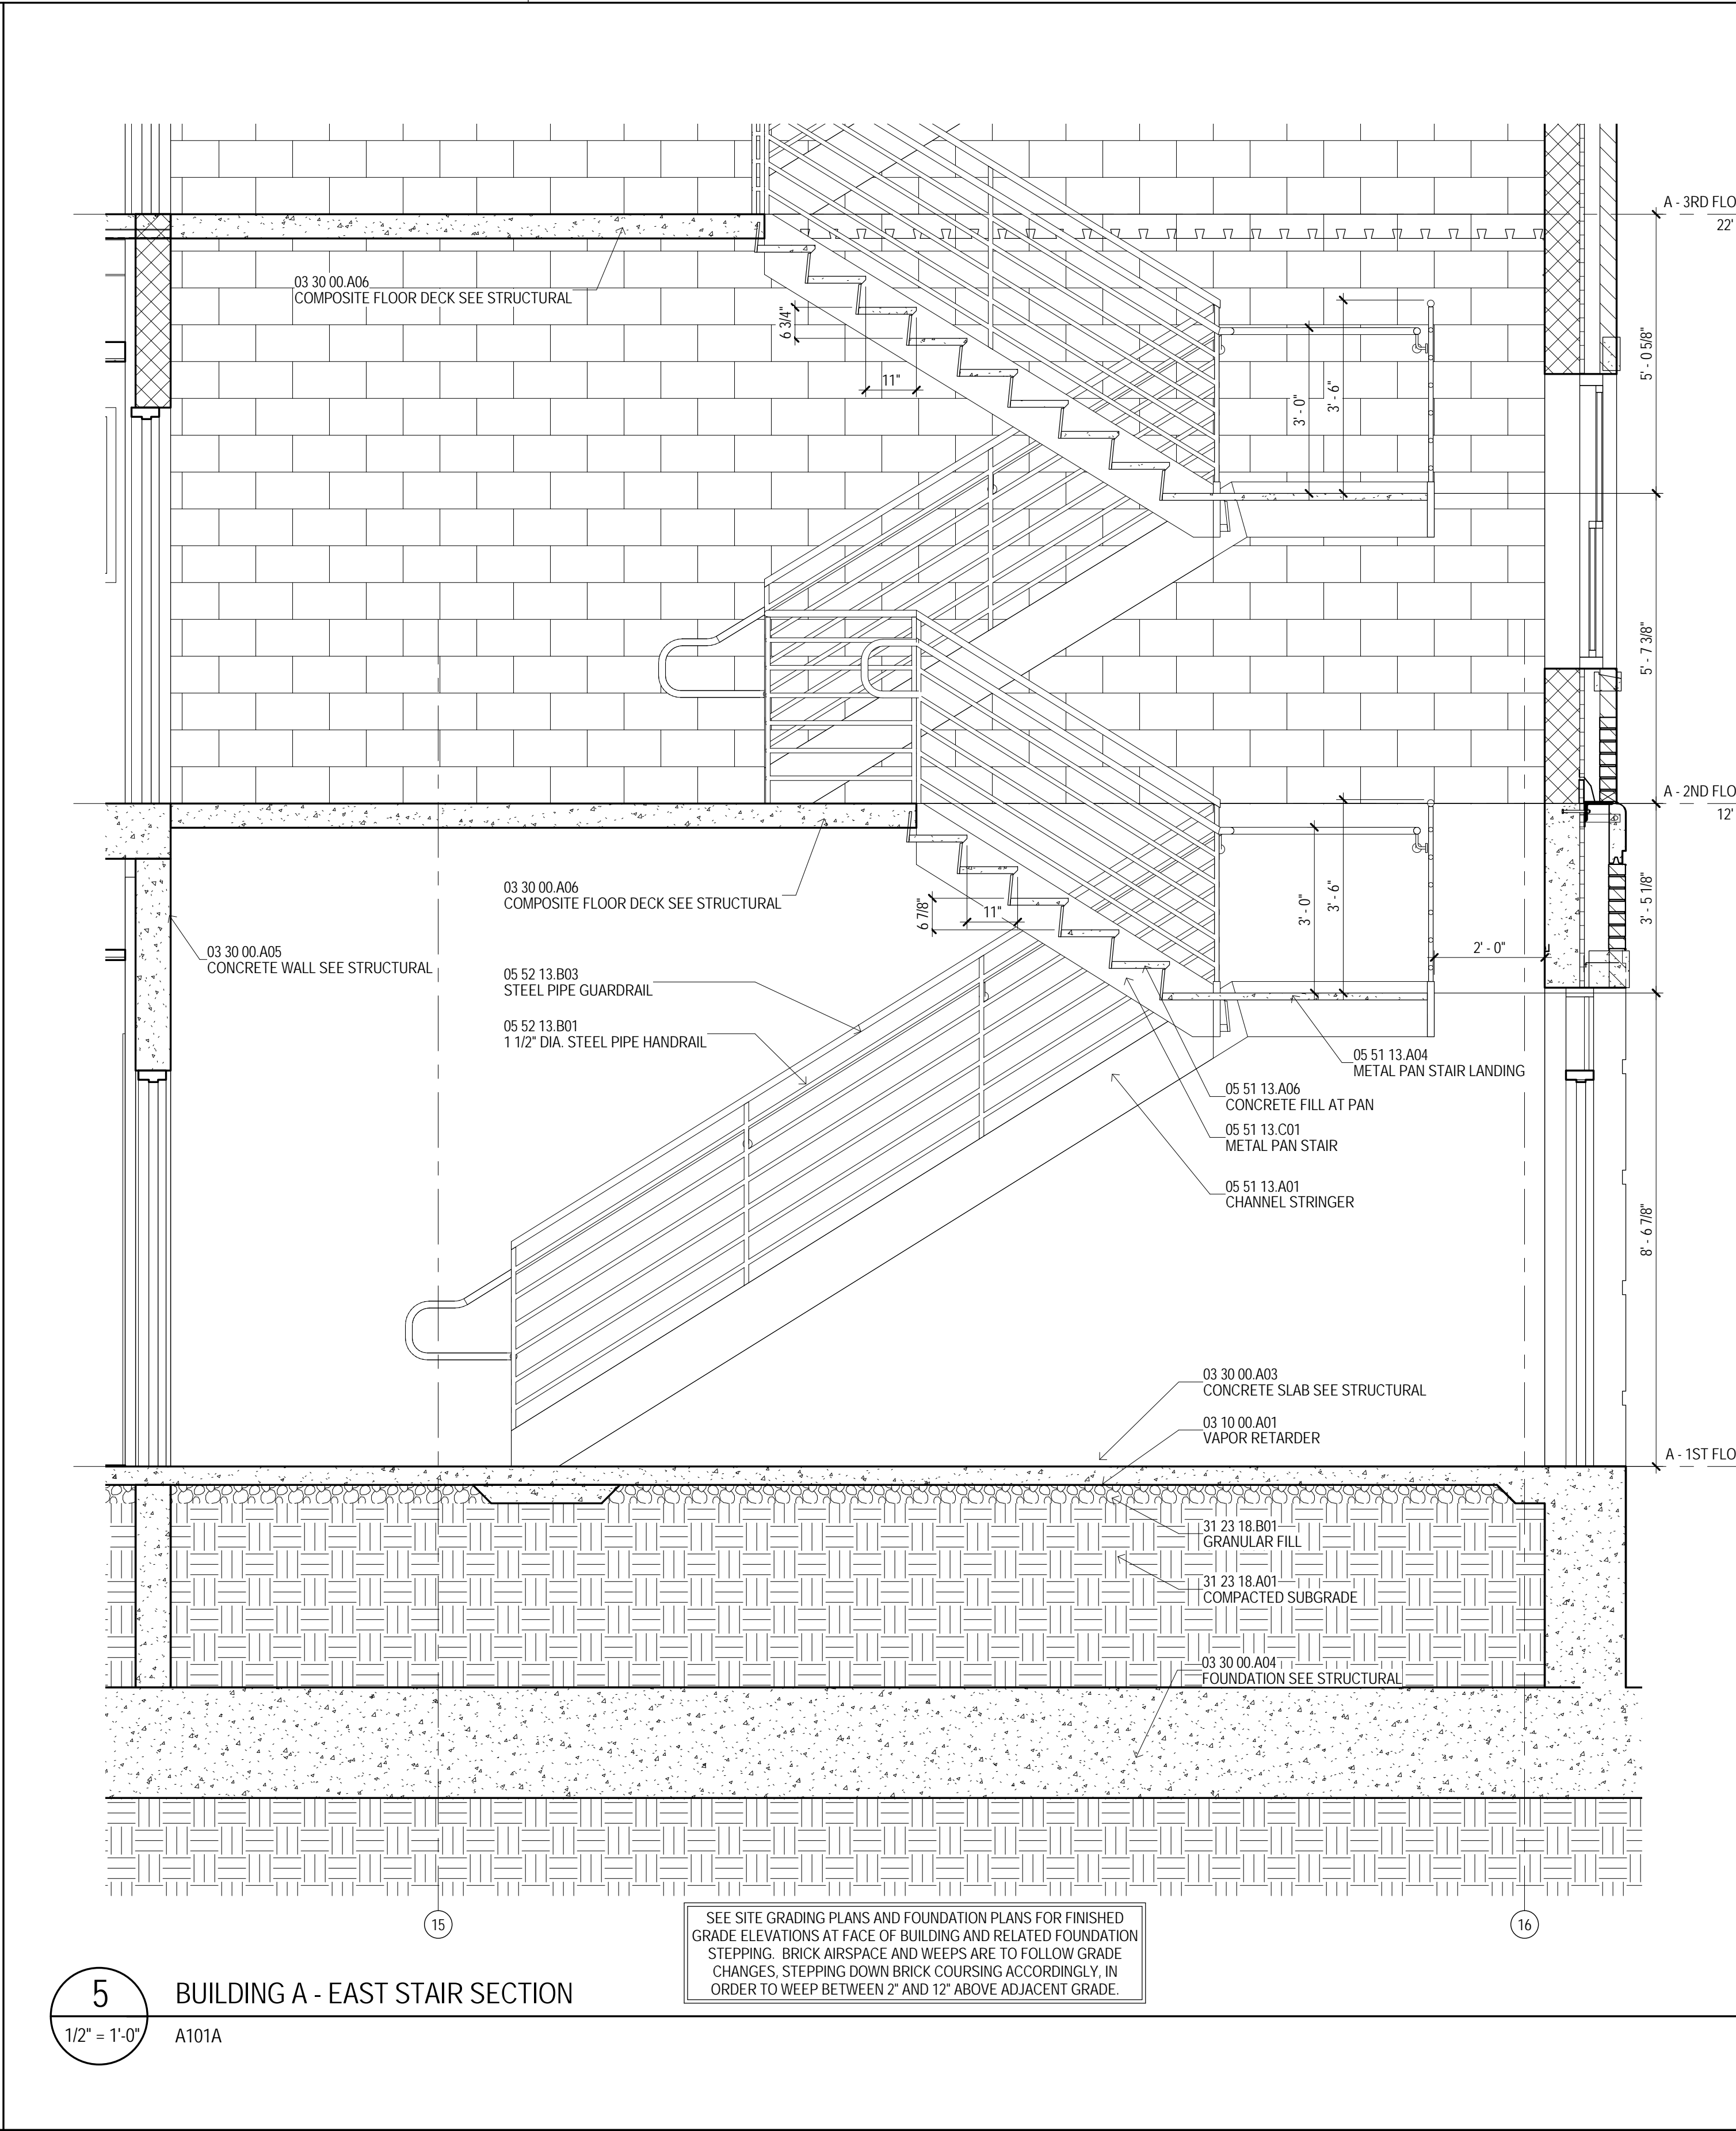 A - 3RD FLO
22'
03 30 00.A06
COMPOSITE FLOOR DECK SEE STRUCTURAL
6 3/4"
11"
3' - 0"
3' - 6"
5' - 0 5/8"
5' - 7 3/8"
A - 2ND FLO
12'
03 30 00.A06
COMPOSITE FLOOR DECK SEE STRUCTURAL
6 7/8"
11"
3' - 0"
3' - 6"
2' - 0"
3' - 5 1/8"
03 30 00.A05
CONCRETE WALL SEE STRUCTURAL
05 52 13.B03
STEEL PIPE GUARDRAIL
05 52 13.B01
1 1/2" DIA. STEEL PIPE HANDRAIL
05 51 13.A04
METAL PAN STAIR LANDING
05 51 13.A06
CONCRETE FILL AT PAN
05 51 13.C01
METAL PAN STAIR
05 51 13.A01
CHANNEL STRINGER
8' - 6 7/8"
03 30 00.A03
CONCRETE SLAB SEE STRUCTURAL
03 10 00.A01
VAPOR RETARDER
A - 1ST FLO
31 23 18.B01
GRANULAR FILL
31 23 18.A01
COMPACTED SUBGRADE
03 30 00.A04
FOUNDATION SEE STRUCTURAL
15
16
SEE SITE GRADING PLANS AND FOUNDATION PLANS FOR FINISHED
GRADE ELEVATIONS AT FACE OF BUILDING AND RELATED FOUNDATION
STEPPING. BRICK AIRSPACE AND WEEPS ARE TO FOLLOW GRADE
CHANGES, STEPPING DOWN BRICK COURSING ACCORDINGLY, IN
ORDER TO WEEP BETWEEN 2" AND 12" ABOVE ADJACENT GRADE.
5
BUILDING A - EAST STAIR SECTION
1/2" = 1'-0"
A101A